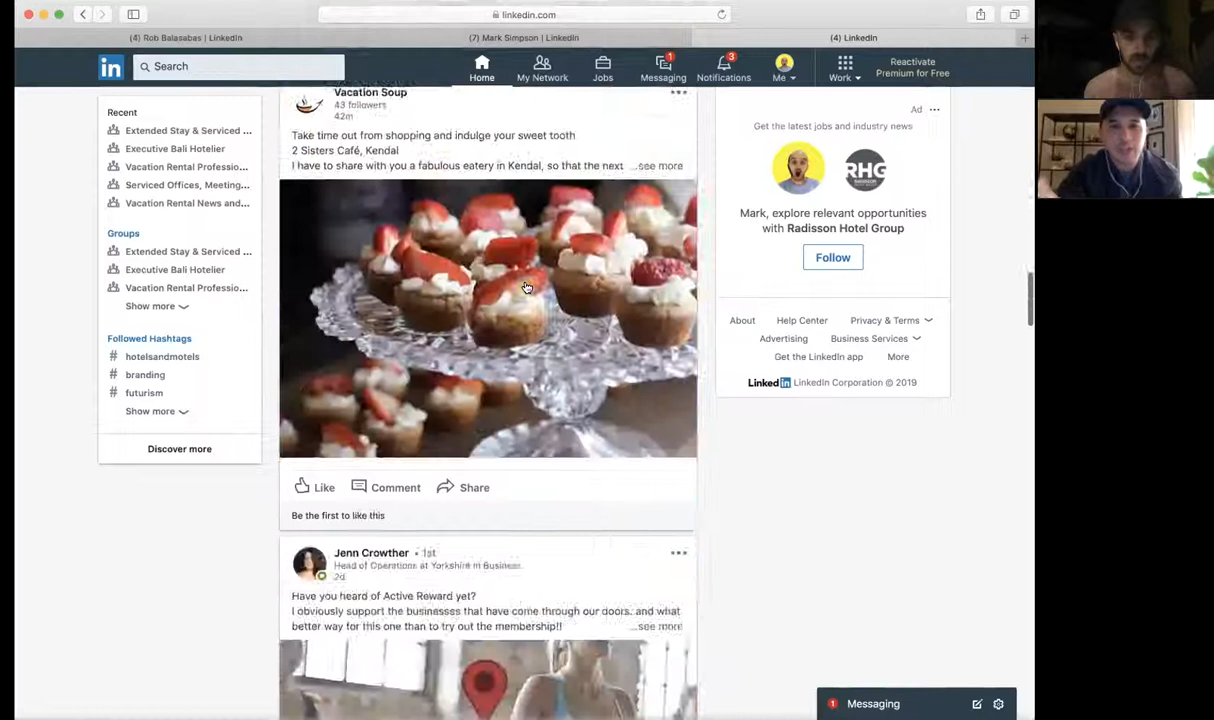 linkedin.com
(4) Rob Balasabas | LinkedIn
(7) Mark Simpson | LinkedIn
(4) LinkedIn
in
Search
Home
My Network
1
Jobs
Messaging
3
Notifications
Me
Work
Reactivate
Premium for Free
Recent
Extended Stay & Serviced ...
Executive Bali Hotelier
Vacation Rental Professio...
Serviced Offices, Meeting...
Vacation Rental News and...
Groups
Extended Stay & Serviced ...
Executive Bali Hotelier
Vacation Rental Professio...
Show more
Followed Hashtags
# hotelsandmotels
# branding
# futurism
Show more
Discover more
Vacation Soup
43 followers
42m
Take time out from shopping and indulge your sweet tooth
2 Sisters Café, Kendal
I have to share with you a fabulous eatery in Kendal, so that the next ...see more
Like
Comment
Share
Be the first to like this
Jenn Crowther • 1st
Head of Operations at Yorkshire In Business.
2d
Have you heard of Active Reward yet?
I obviously support the businesses that have come through our doors, and what
better way for this one than to try out the membership!! ...see more
Ad
Get the latest jobs and industry news
RHG
RADISSON
Mark, explore relevant opportunities
with Radisson Hotel Group
Follow
About
Help Center
Privacy & Terms
Advertising
Business Services
Get the LinkedIn app
More
LinkedIn LinkedIn Corporation © 2019
1
Messaging